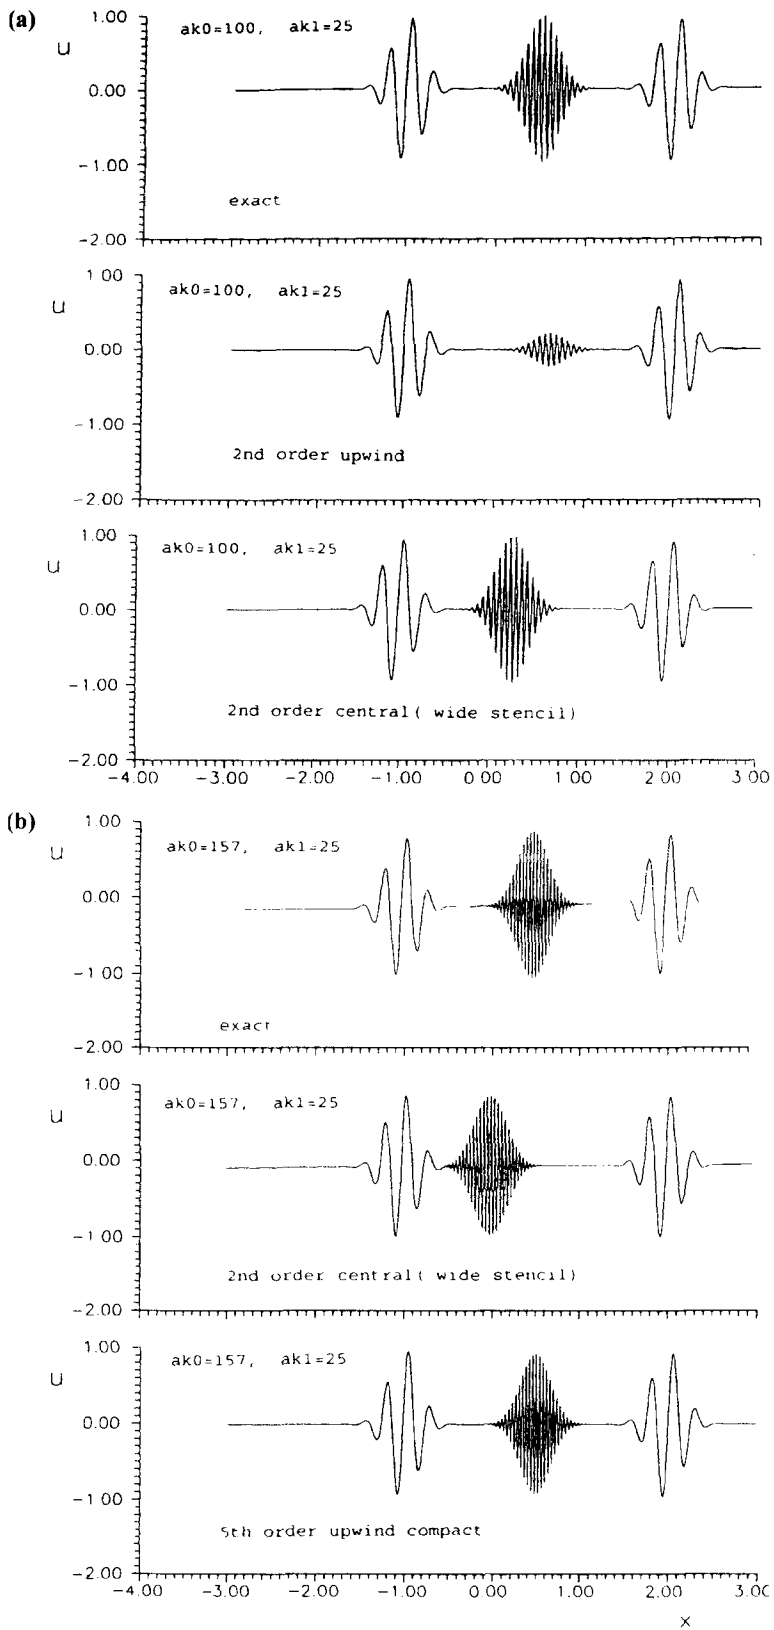 (a)
1.00
ak0=100, ak1=25
u
0.00
-1.00
exact
-2.00
1.00
ak0=100, ak1=25
u
0.00
-1.00
2nd order upwind
-2.00
1.00
ak0=100, ak1=25
u
0.00
-1.00
2nd order central( wide stencil)
-2.00
-4.00 -3.00 -2.00 -1.00 0.00 1.00 2.00 3.00
(b)
1.00
u
ak0=157, ak1=25
0.00
-1.00
exact
-2.00
1.00
ak0=157, ak1=25
u
0.00
-1.00
2nd order central( wide stencil)
-2.00
1.00
ak0=157, ak1=25
u
0.00
-1.00
5th order upwind compact
-2.00
-4.00 -3.00 -2.00 -1.00 0.00 1.00 2.00 3.00
x